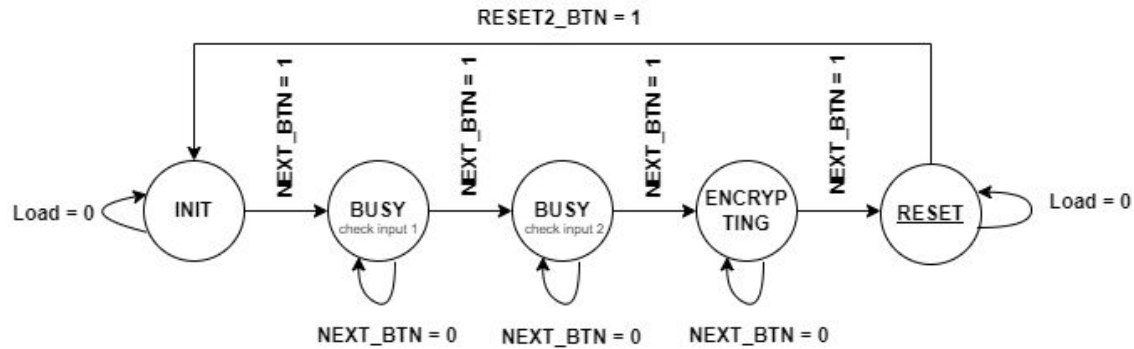 RESET2_BTN = 1
NEXT_BTN = 1
NEXT_BTN = 1
NEXT_BTN = 1
NEXT_BTN = 1
Load = 0
INIT
BUSY
check input 1
BUSY
check input 2
ENCRYP
TING
RESET
Load = 0
NEXT_BTN = 0
NEXT_BTN = 0
NEXT_BTN = 0